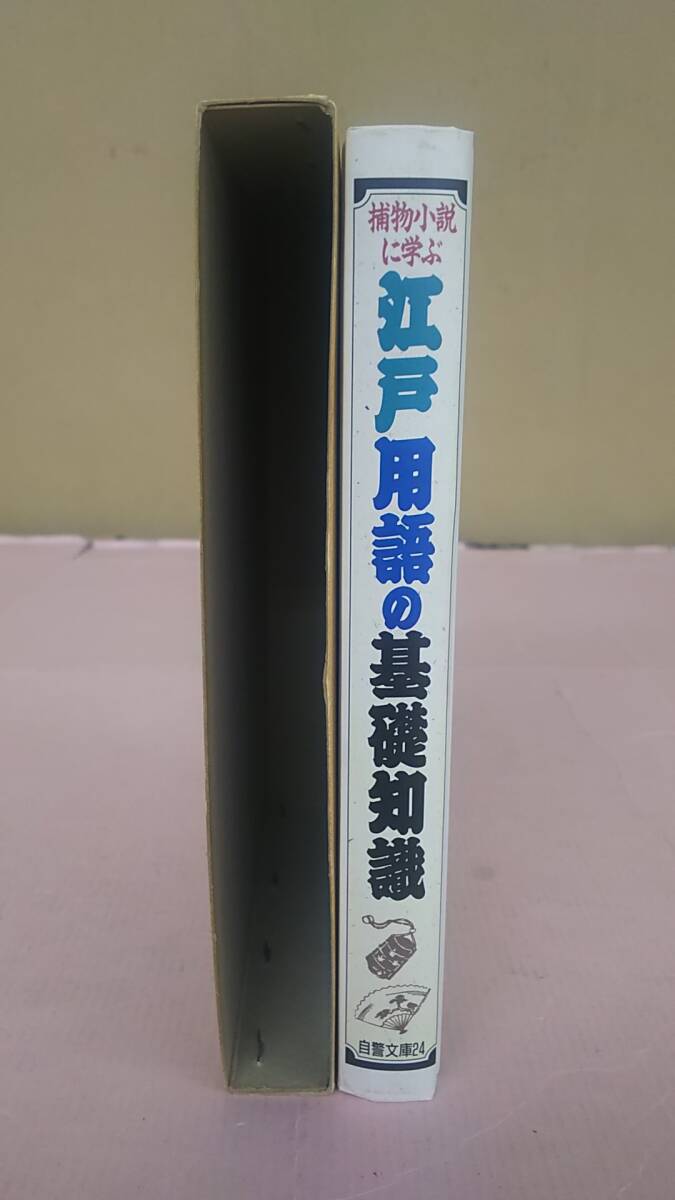 捕物小説
に学ぶ
江戸用語の基礎知識
自警文庫24